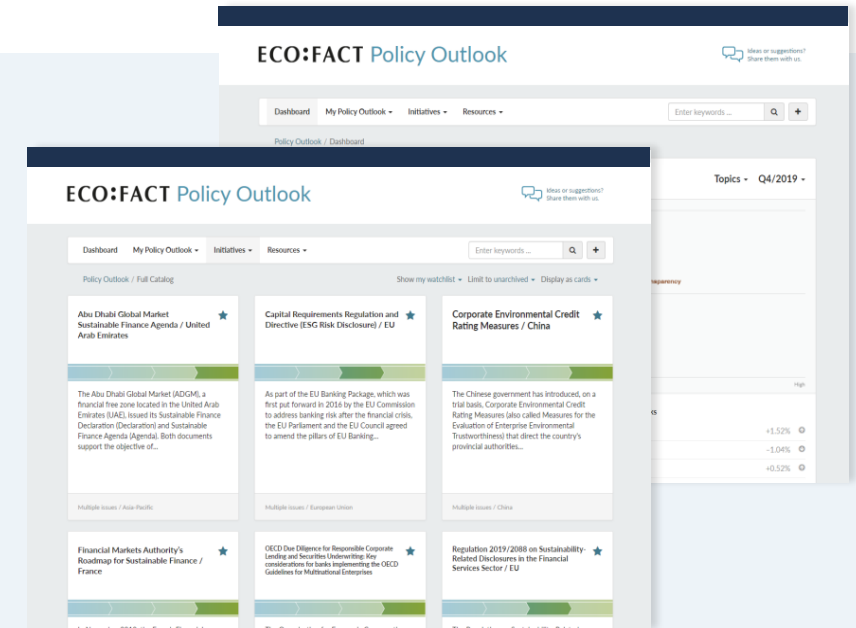 ECO:FACT Policy Outlook
Ideas or suggestions?
Share them with us.
Dashboard My Policy Outlook Initiatives Resources
Enter keywords ...
Policy Outlook / Dashboard
Topics Q4/2019
High
+1.52%
-1.04%
+0.52%
ECO:FACT Policy Outlook
Ideas or suggestions?
Share them with us.
Dashboard My Policy Outlook Initiatives Resources
Enter keywords ...
Policy Outlook / Full Catalog
Show my watchlist Limit to unarchived Display as cards
Abu Dhabi Global Market
Sustainable Finance Agenda / United
Arab Emirates
The Abu Dhabi Global Market (ADGM), a
financial free zone located in the United Arab
Emirates (UAE), issued its Sustainable Finance
Declaration (Declaration) and Sustainable
Finance Agenda (Agenda). Both documents
support the objective of...
Multiple issues / Asia-Pacific
Capital Requirements Regulation and
Directive (ESG Risk Disclosure) / EU
As part of the EU Banking Package, which was
first put forward in 2016 by the EU Commission
to address banking risk after the financial crisis,
the EU Parliament and the EU Council agreed
to amend the pillars of EU Banking...
Multiple issues / European Union
Corporate Environmental Credit
Rating Measures / China
The Chinese government has introduced, on a
trial basis, Corporate Environmental Credit
Rating Measures (also called Measures for the
Evaluation of Enterprise Environmental
Trustworthiness) that direct the country's
provincial authorities...
Multiple issues / China
Financial Markets Authority's
Roadmap for Sustainable Finance /
France
OECD Due Diligence for Responsible Corporate
Lending and Securities Underwriting: Key
considerations for banks implementing the OECD
Guidelines for Multinational Enterprises
Regulation 2019/2088 on Sustainability-
Related Disclosures in the Financial
Services Sector / EU